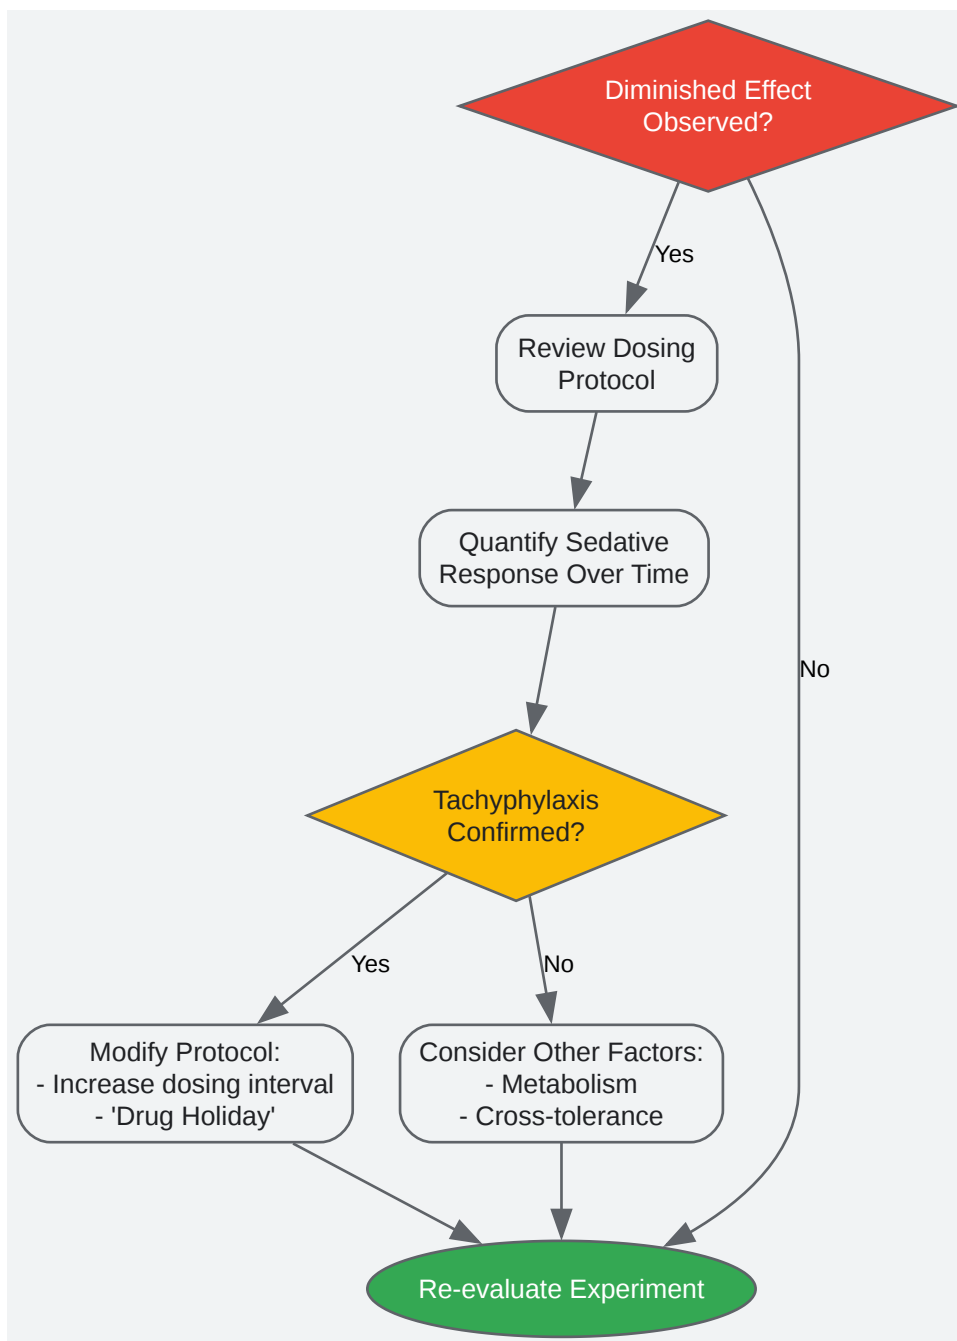 Diminished Effect
Observed?
Yes
Review Dosing
Protocol
Quantify Sedative
Response Over Time
No
Tachyphylaxis
Confirmed?
Yes
No
Modify Protocol:
- Increase dosing interval
- 'Drug Holiday'
Consider Other Factors:
- Metabolism
- Cross-tolerance
Re-evaluate Experiment